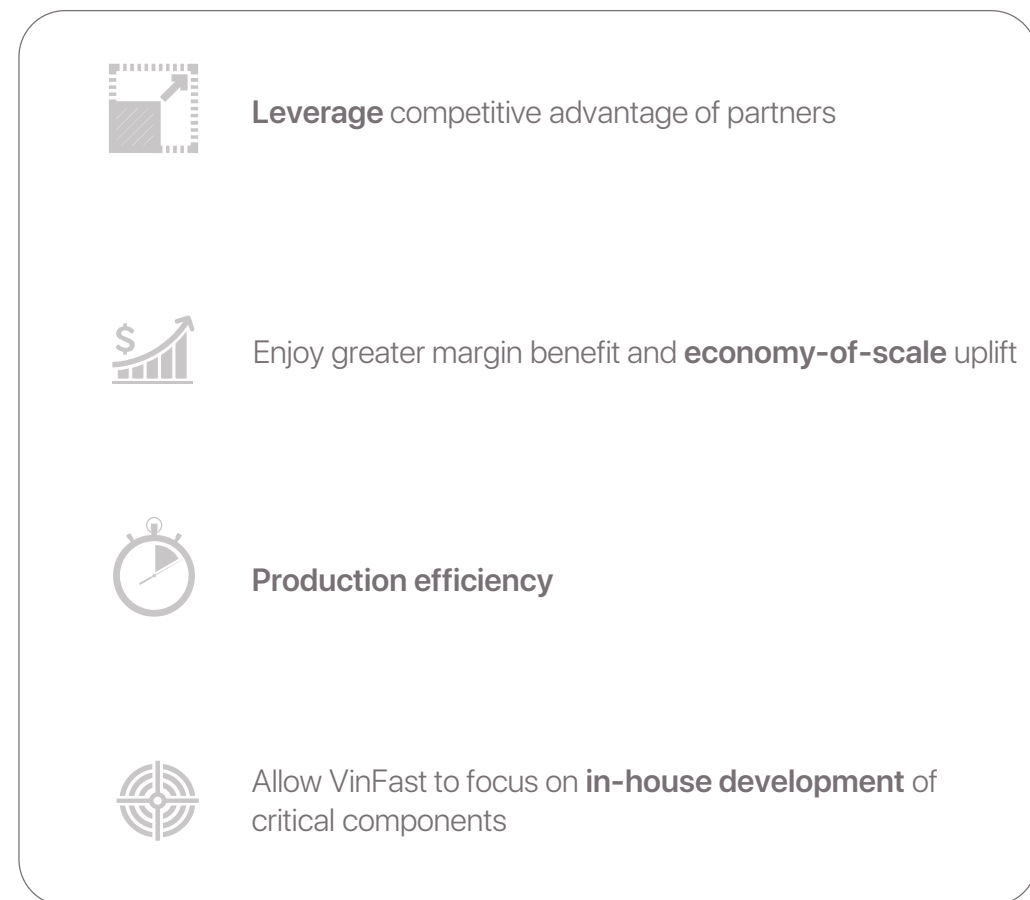 Leverage competitive advantage of partners
$
Enjoy greater margin benefit and economy-of-scale uplift
Production efficiency
Allow VinFast to focus on in-house development of
critical components